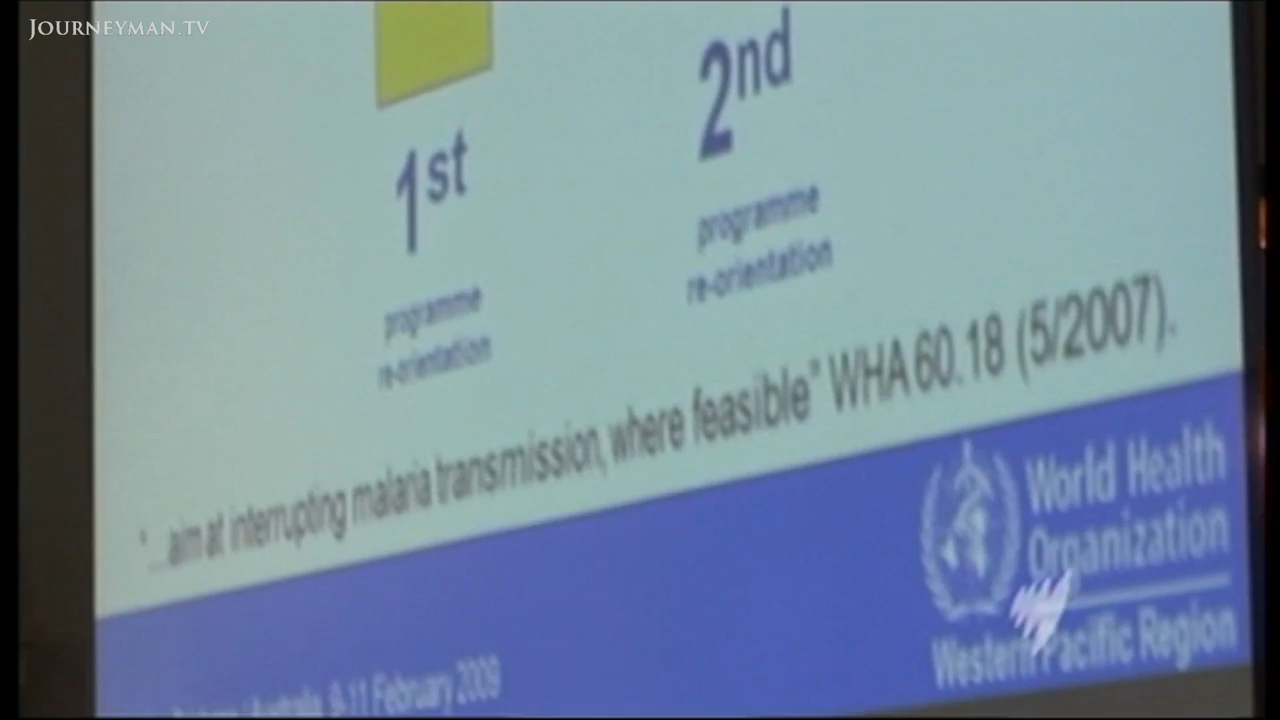 JOURNEYMAN.TV
1st
2nd
programme
re-orientation
programme
re-orientation
"...aim at interrupting malaria transmission, where feasible" WHA 60.18 (5/2007).
World Health
Organization
Western Pacific Region
Australia, 9-11 February 2009